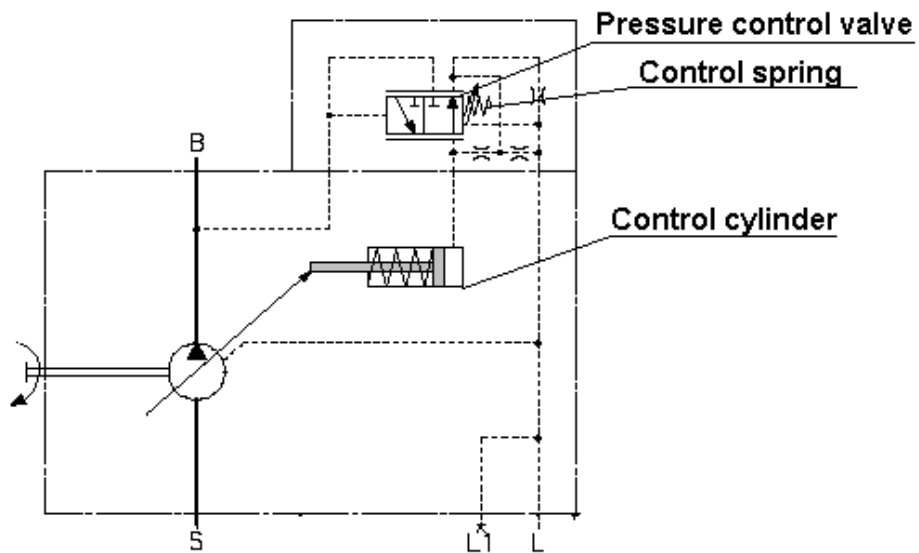 Pressure control valve
Control spring
B
Control cylinder
S
L1
L